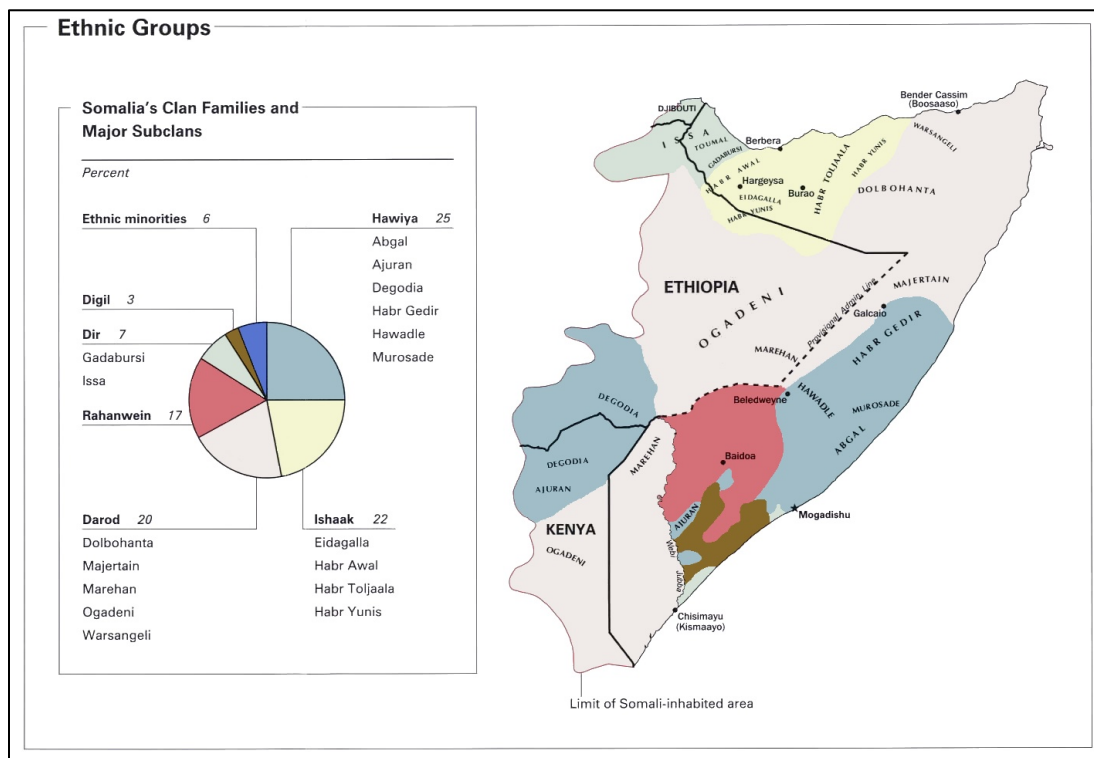 Ethnic Groups
Somalia's Clan Families and
Major Subclans
Percent
Ethnic minorities 6
Hawiya 25
Abgal
Ajuran
Degodia
Habr Gedir
Hawadle
Murosade
Digil 3
Dir 7
Gadabursi
Issa
Rahanwein 17
Darod 20
Dolbohanta
Majertain
Marehan
Ogadeni
Warsangeli
Ishaak 22
Eidagalla
Habr Awal
Habr Toljaala
Habr Yunis
Bender Cassim
(Boosaaso)
DJIBOUTI
ISSA
TOUMAL
GADABURSI
Berbera
WARSANGELI
HABR AWAL
HABR TOLJAALA
HABR YUNIS
Hargeysa
Burao
DOLBOHANTA
EIDAGALLA
HABR YUNIS
ETHIOPIA
OGADENI
MAJERTAIN
Provisional Admin Line
Galcaio
HABR GEDIR
MAREHAN
Beledweyne
HAWADLE
MUROSADE
ABGAL
DEGODIA
DEGODIA
MAREHAN
Baidoa
AJURAN
AJURAN
Mogadishu
KENYA
OGADENI
Webi
Jubba
Chisimayu
(Kismaayo)
Limit of Somali-inhabited area